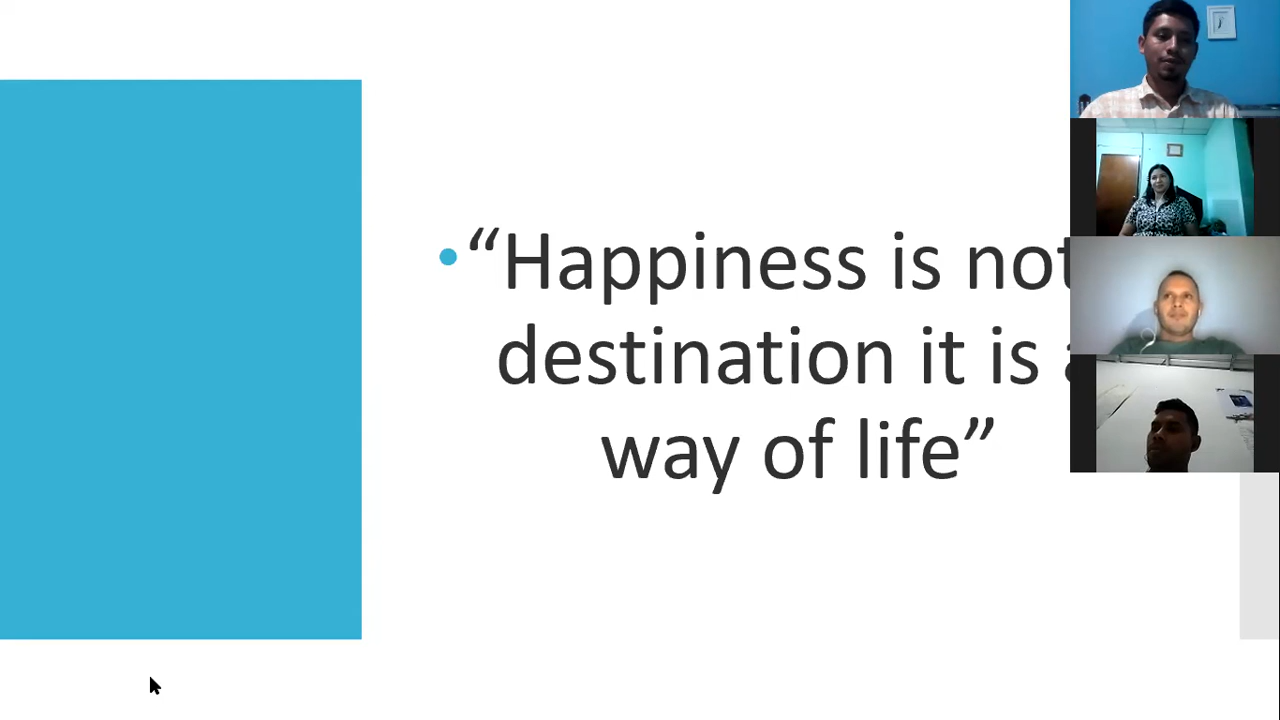 • “Happiness is not
destination it is
way of life”